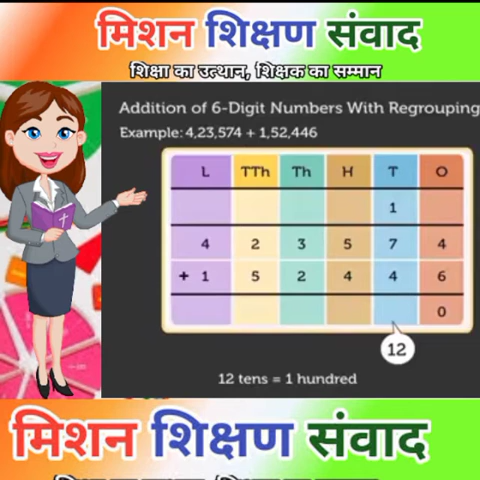 मिशन शिक्षण संवाद
शिक्षा का उत्थान, शिक्षक का सम्मान
Addition of 6-Digit Numbers With Regrouping
Example: 4,23,574 + 1,52,446
L TTh Th H T O
1
4 2 3 5 7 4
+ 1 5 2 4 4 6
0
12
12 tens = 1 hundred
मिशन शिक्षण संवाद